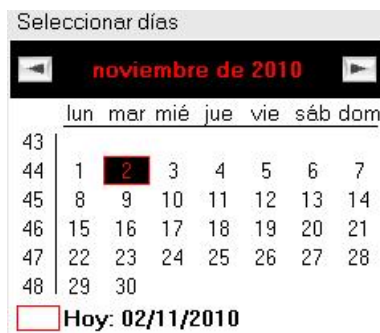 Seleccionar días
noviembre de 2010
lun mar mié jue vie sáb dom
43
44 1 2 3 4 5 6 7
45 8 9 10 11 12 13 14
46 15 16 17 18 19 20 21
47 22 23 24 25 26 27 28
48 29 30
Hoy: 02/11/2010